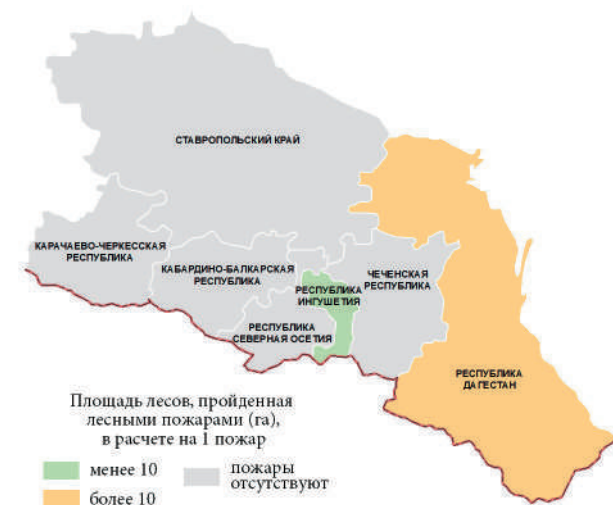 СТАВРОПОЛЬСКИЙ КРАЙ
КАРАЧАЕВО-ЧЕРКЕССКАЯ
РЕСПУБЛИКА
КАБАРДИНО-БАЛКАРСКАЯ
РЕСПУБЛИКА
РЕСПУБЛИКА
ИНГУШЕТИЯ
ЧЕЧЕНСКАЯ
РЕСПУБЛИКА
РЕСПУБЛИКА
СЕВЕРНАЯ ОСЕТИЯ
РЕСПУБЛИКА
ДАГЕСТАН
Площадь лесов, пройденная
лесными пожарами (га),
в расчете на 1 пожар
менее 10
более 10
пожары
отсутствуют